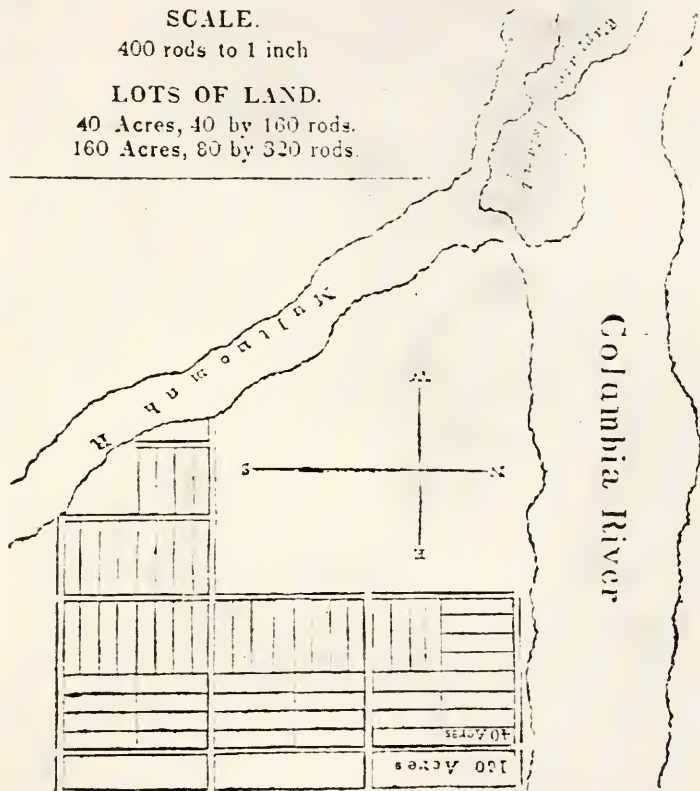 SCALE.
400 rods to 1 inch
LOTS OF LAND.
40 Acres, 40 by 160 rods.
160 Acres, 80 by 320 rods.
Multnomah R
Columbia River
W
S
N
E
40 Acres
160 Acres